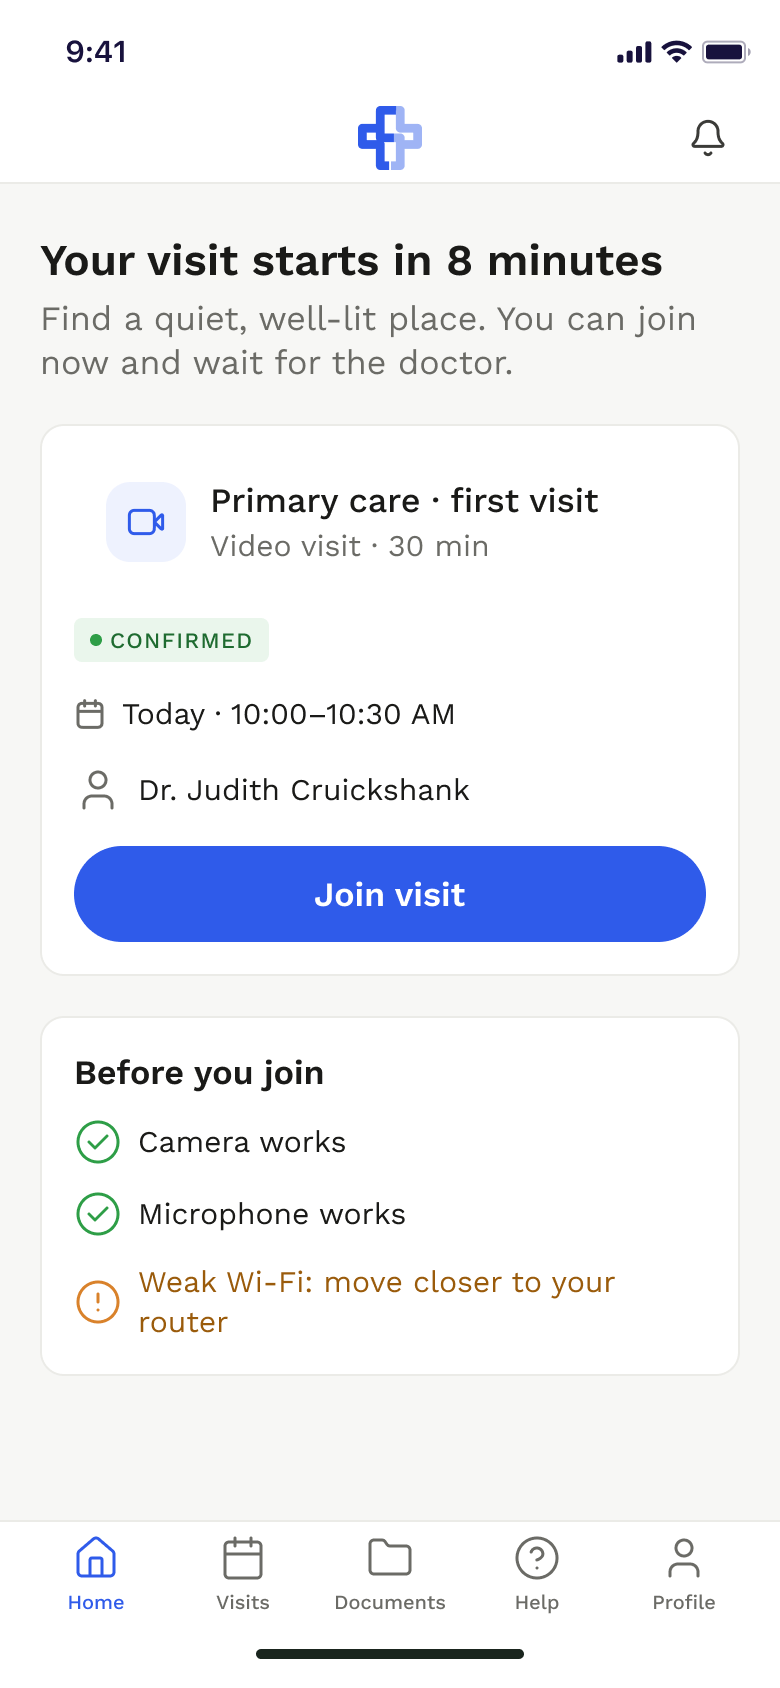 9:41
Your visit starts in 8 minutes
Find a quiet, well-lit place. You can join
now and wait for the doctor.
Primary care · first visit
Video visit · 30 min
CONFIRMED
Today · 10:00–10:30 AM
Dr. Judith Cruickshank
Join visit
Before you join
Camera works
Microphone works
Weak Wi-Fi: move closer to your
router
Home
Visits
Documents
Help
Profile